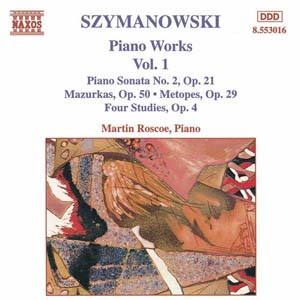 NAXOS
DDD
8.553016
SZYMANOWSKI
Piano Works
Vol. 1
Piano Sonata No. 2, Op. 21
Mazurkas, Op. 50 • Metopes, Op. 29
Four Studies, Op. 4
Martin Roscoe, Piano